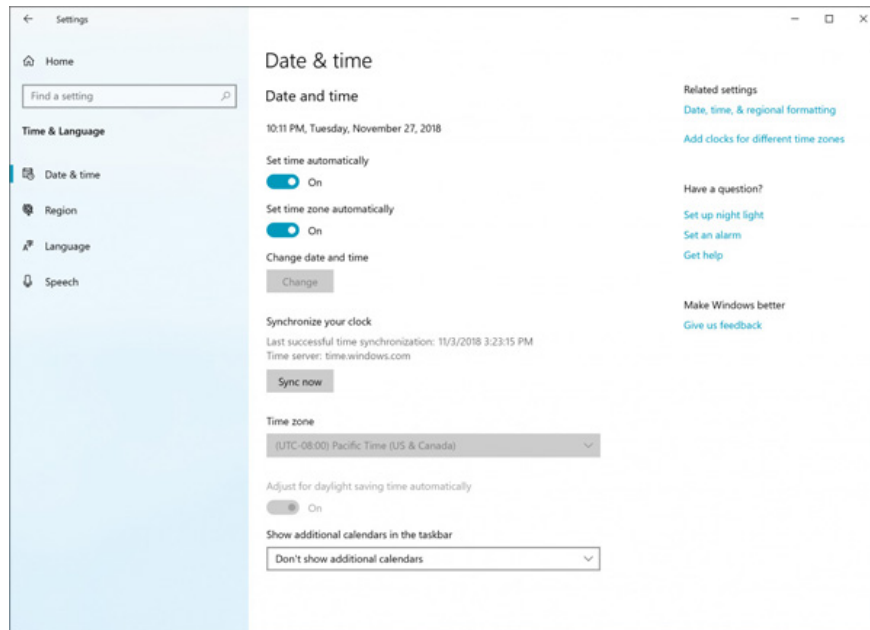 Settings
Home
Find a setting
Time & Language
Date & time
Region
Language
Speech
Date & time
Date and time
10:11 PM, Tuesday, November 27, 2018
Set time automatically
On
Set time zone automatically
On
Change date and time
Change
Synchronize your clock
Last successful time synchronization: 11/3/2018 3:23:15 PM
Time server: time.windows.com
Sync now
Time zone
(UTC-08:00) Pacific Time (US & Canada)
Adjust for daylight saving time automatically
On
Show additional calendars in the taskbar
Don't show additional calendars
Related settings
Date, time, & regional formatting
Add clocks for different time zones
Have a question?
Set up night light
Set an alarm
Get help
Make Windows better
Give us feedback